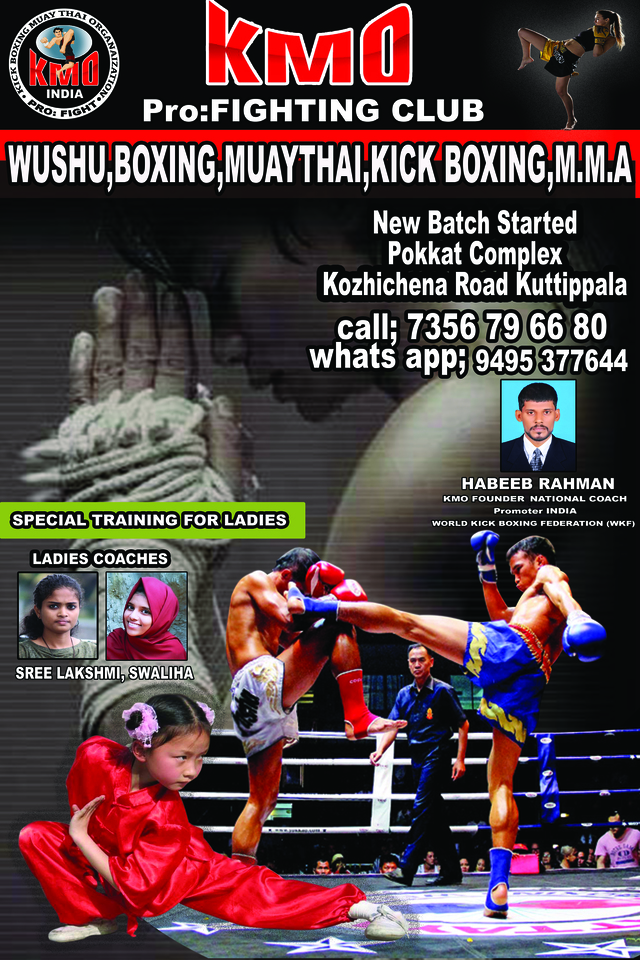 KICK BOXING MUAY THAI ORGANAIZATION
KMO
INDIA
PRO: FIGHT
KMO
Pro:FIGHTING CLUB
WUSHU,BOXING,MUAYTHAI,KICK BOXING,M.M.A
New Batch Started
Pokkat Complex
Kozhichena Road Kuttippala
call; 7356 79 66 80
whats app; 9495 377644
HABEEB RAHMAN
KMO FOUNDER NATIONAL COACH
Promoter INDIA
WORLD KICK BOXING FEDERATION (WKF)
SPECIAL TRAINING FOR LADIES
LADIES COACHES
SREE LAKSHMI, SWALIHA